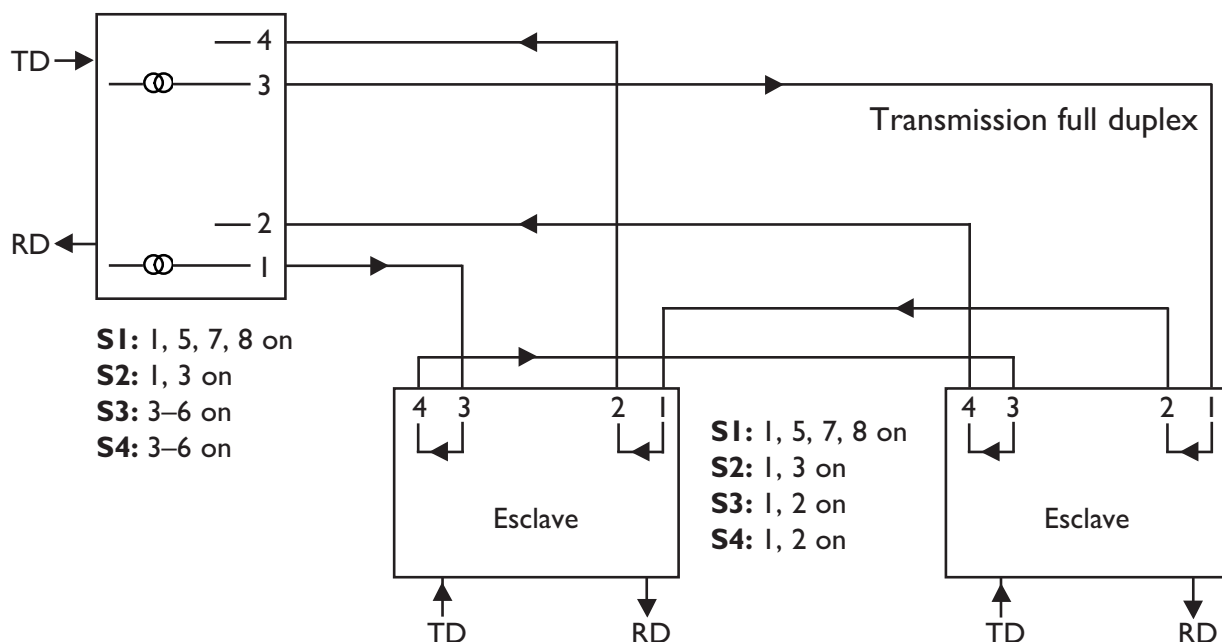 4
TD
3
Transmission full duplex
2
RD
1
S1: 1, 5, 7, 8 on
S2: 1, 3 on
S3: 3–6 on
S4: 3–6 on
4 3 2 1
S1: 1, 5, 7, 8 on
S2: 1, 3 on
S3: 1, 2 on
S4: 1, 2 on
4 3 2 1
Esclave
Esclave
TD RD
TD RD